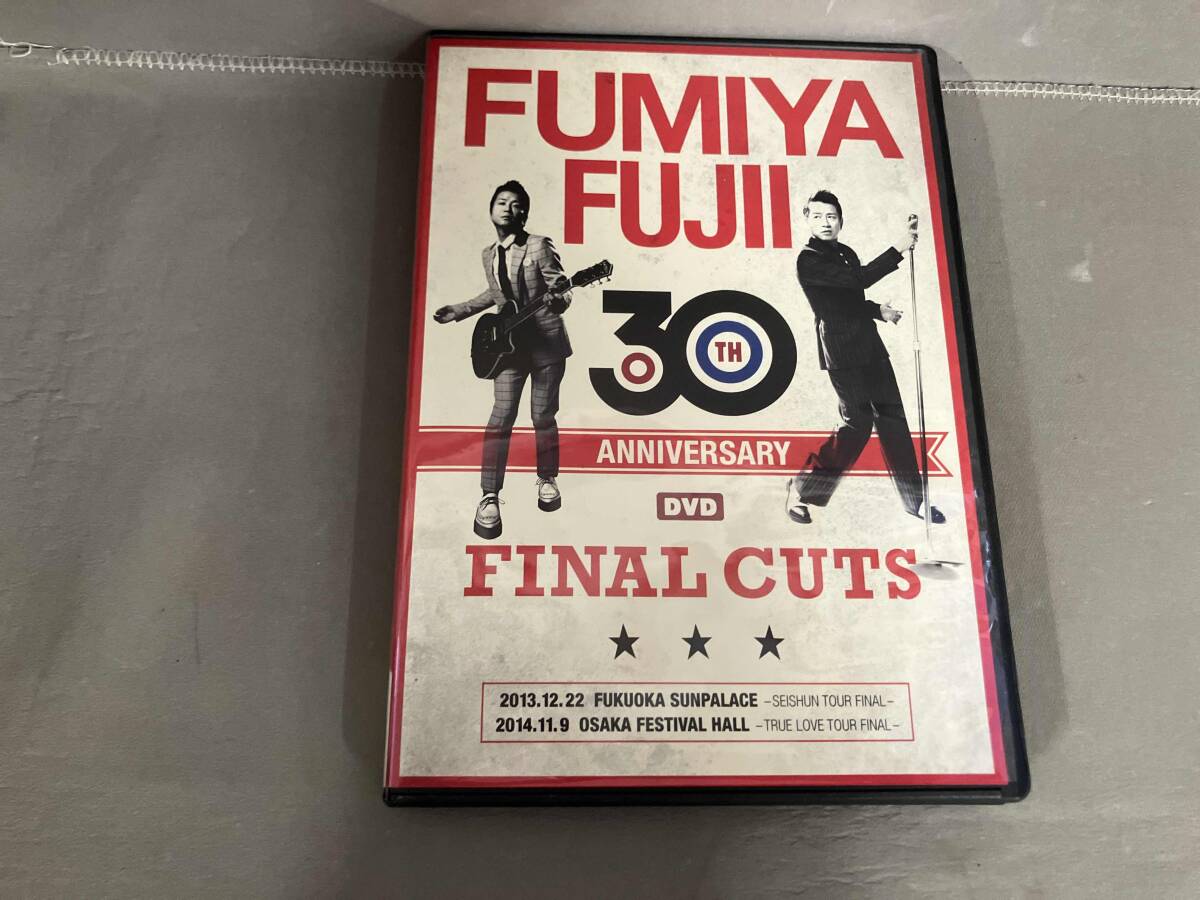 FUMIYA
FUJII
30TH
ANNIVERSARY
DVD
FINAL CUTS
2013.12.22 FUKUOKA SUNPALACE –SEISHUN TOUR FINAL–
2014.11.9 OSAKA FESTIVAL HALL –TRUE LOVE TOUR FINAL–